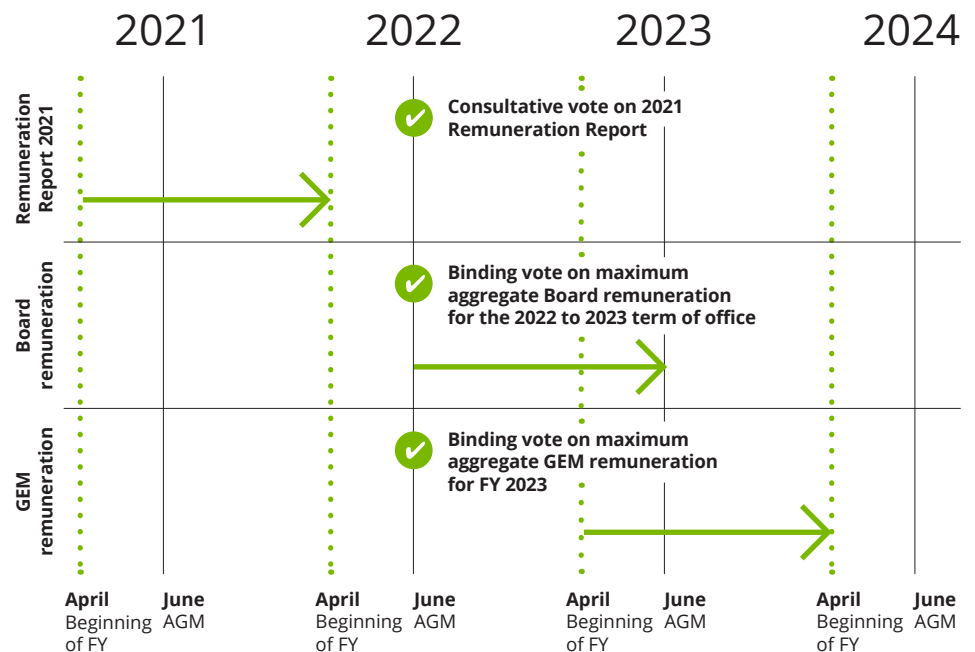 2021
2022
2023
2024
Remuneration
Report 2021
Consultative vote on 2021
Remuneration Report
Board
remuneration
Binding vote on maximum
aggregate Board remuneration
for the 2022 to 2023 term of office
GEM
remuneration
Binding vote on maximum
aggregate GEM remuneration
for FY 2023
April
Beginning
of FY
June
AGM
April
Beginning
of FY
June
AGM
April
Beginning
of FY
June
AGM
April
Beginning
of FY
June
AGM